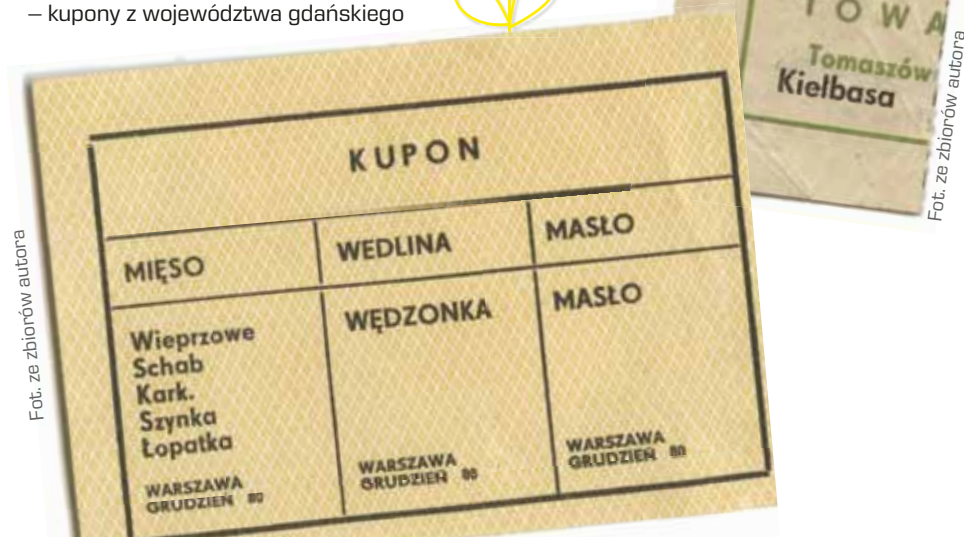 – kupony z województwa gdańskiego
TOWA
Tomaszów
Kiełbasa
Fot. ze zbiorów autora
Fot. ze zbiorów autora
KUPON
MIĘSO
WEDLINA
MASŁO
Wieprzowe
Schab
Kark.
Szynka
Łopatka
WARSZAWA
GRUDZIEŃ 80
WĘDZONKA
WARSZAWA
GRUDZIEŃ 80
MASŁO
WARSZAWA
GRUDZIEŃ 80